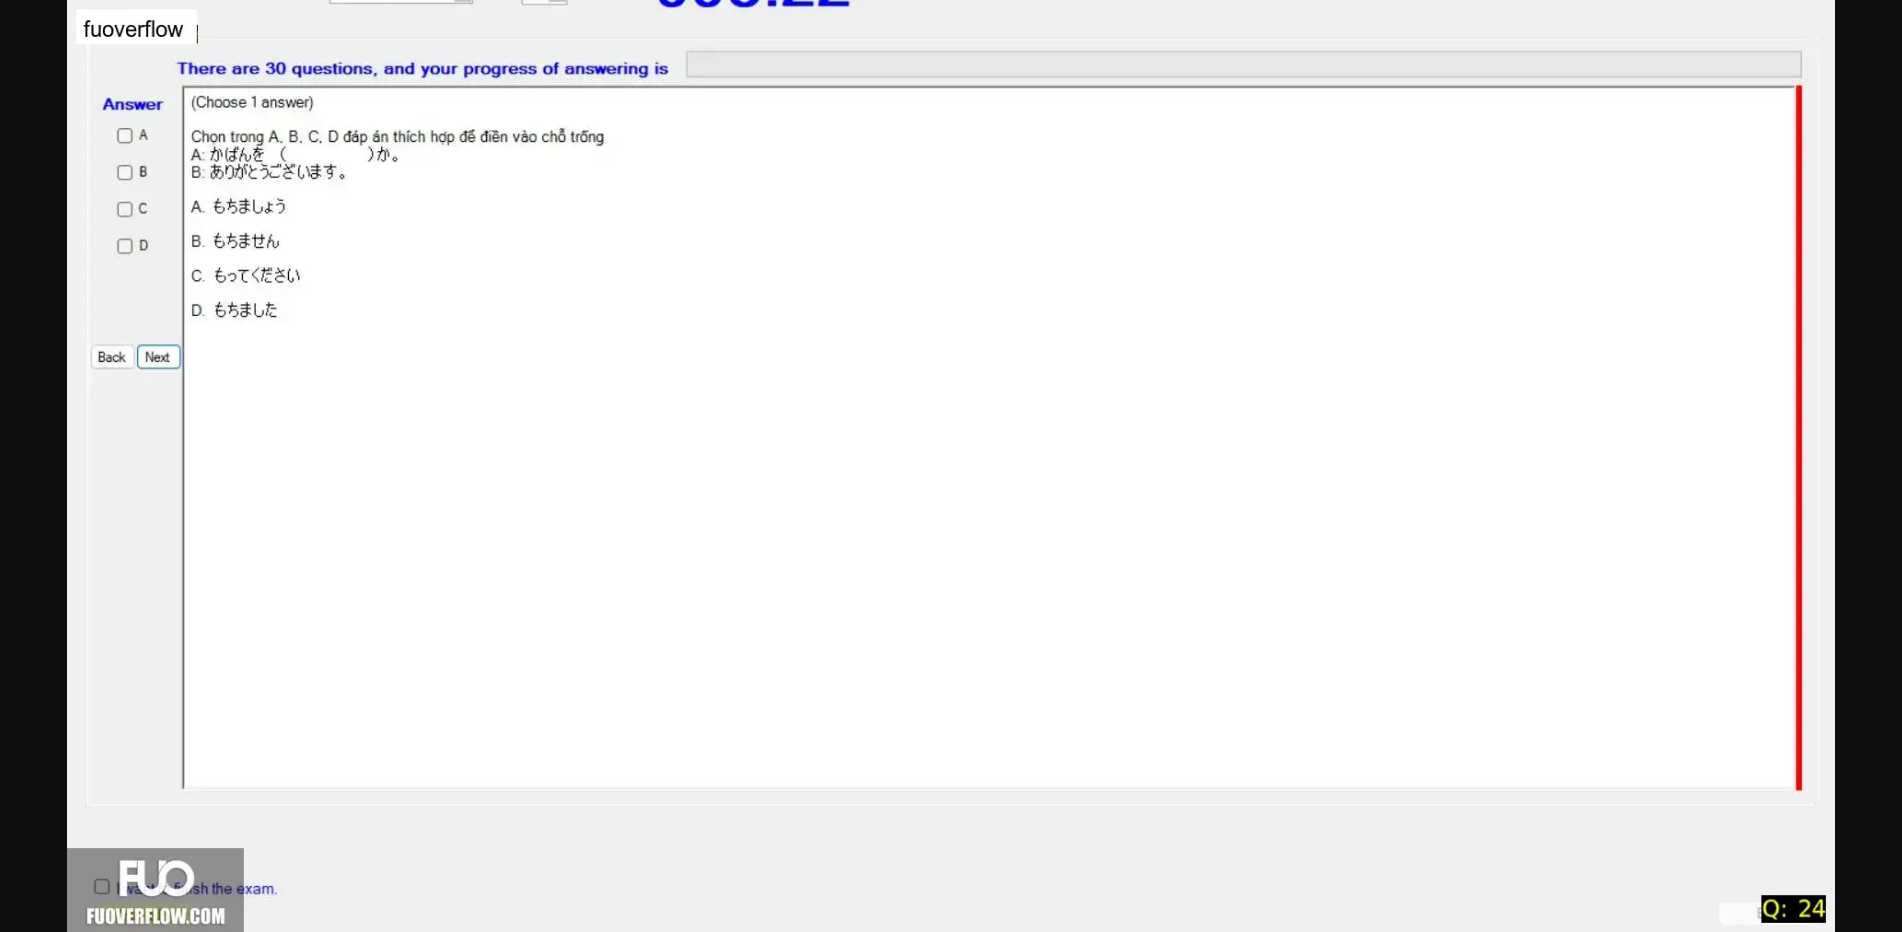 fuoverflow
There are 30 questions, and your progress of answering is
Answer
(Choose 1 answer)
A
Chọn trong A, B, C, D đáp án thích hợp để điền vào chỗ trống
A: かばんを （　　　　　）か。
B
B: ありがとうございます。
C
A. もちましょう
D
B. もちません
C. もってください
D. もちました
Back Next
FUO
finish the exam.
FUOVERFLOW.COM
Q: 24